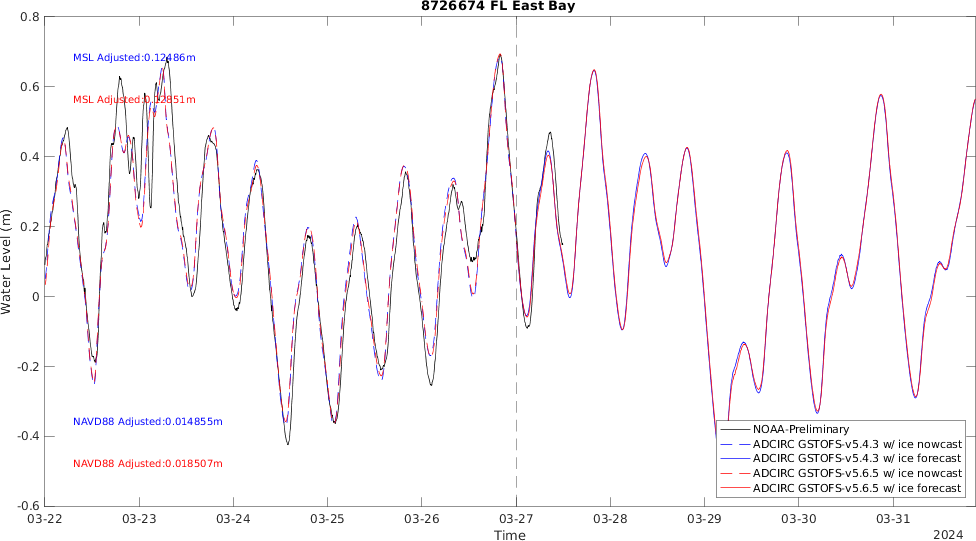 8726674 FL East Bay
0.8
0.6
0.4
0.2
0
-0.2
-0.4
-0.6
Water Level (m)
MSL Adjusted:0.12486m
MSL Adjusted:0.12851m
NAVD88 Adjusted:0.014855m
NAVD88 Adjusted:0.018507m
NOAA-Preliminary
ADCIRC GSTOFS-v5.4.3 w/ ice nowcast
ADCIRC GSTOFS-v5.4.3 w/ ice forecast
ADCIRC GSTOFS-v5.6.5 w/ ice nowcast
ADCIRC GSTOFS-v5.6.5 w/ ice forecast
03-22 03-23 03-24 03-25 03-26 03-27 03-28 03-29 03-30 03-31
Time
2024